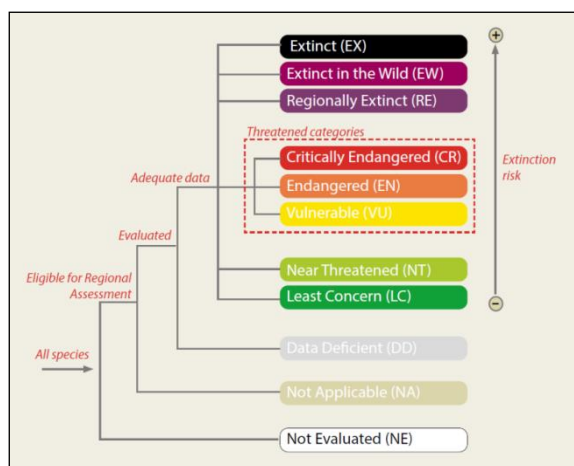 Extinct (EX)
Extinct in the Wild (EW)
Regionally Extinct (RE)
Threatened categories
Critically Endangered (CR)
Adequate data
Extinction
risk
Endangered (EN)
Vulnerable (VU)
Evaluated
Near Threatened (NT)
Eligible for Regional
Assessment
Least Concern (LC)
Data Deficient (DD)
All species
Not Applicable (NA)
Not Evaluated (NE)